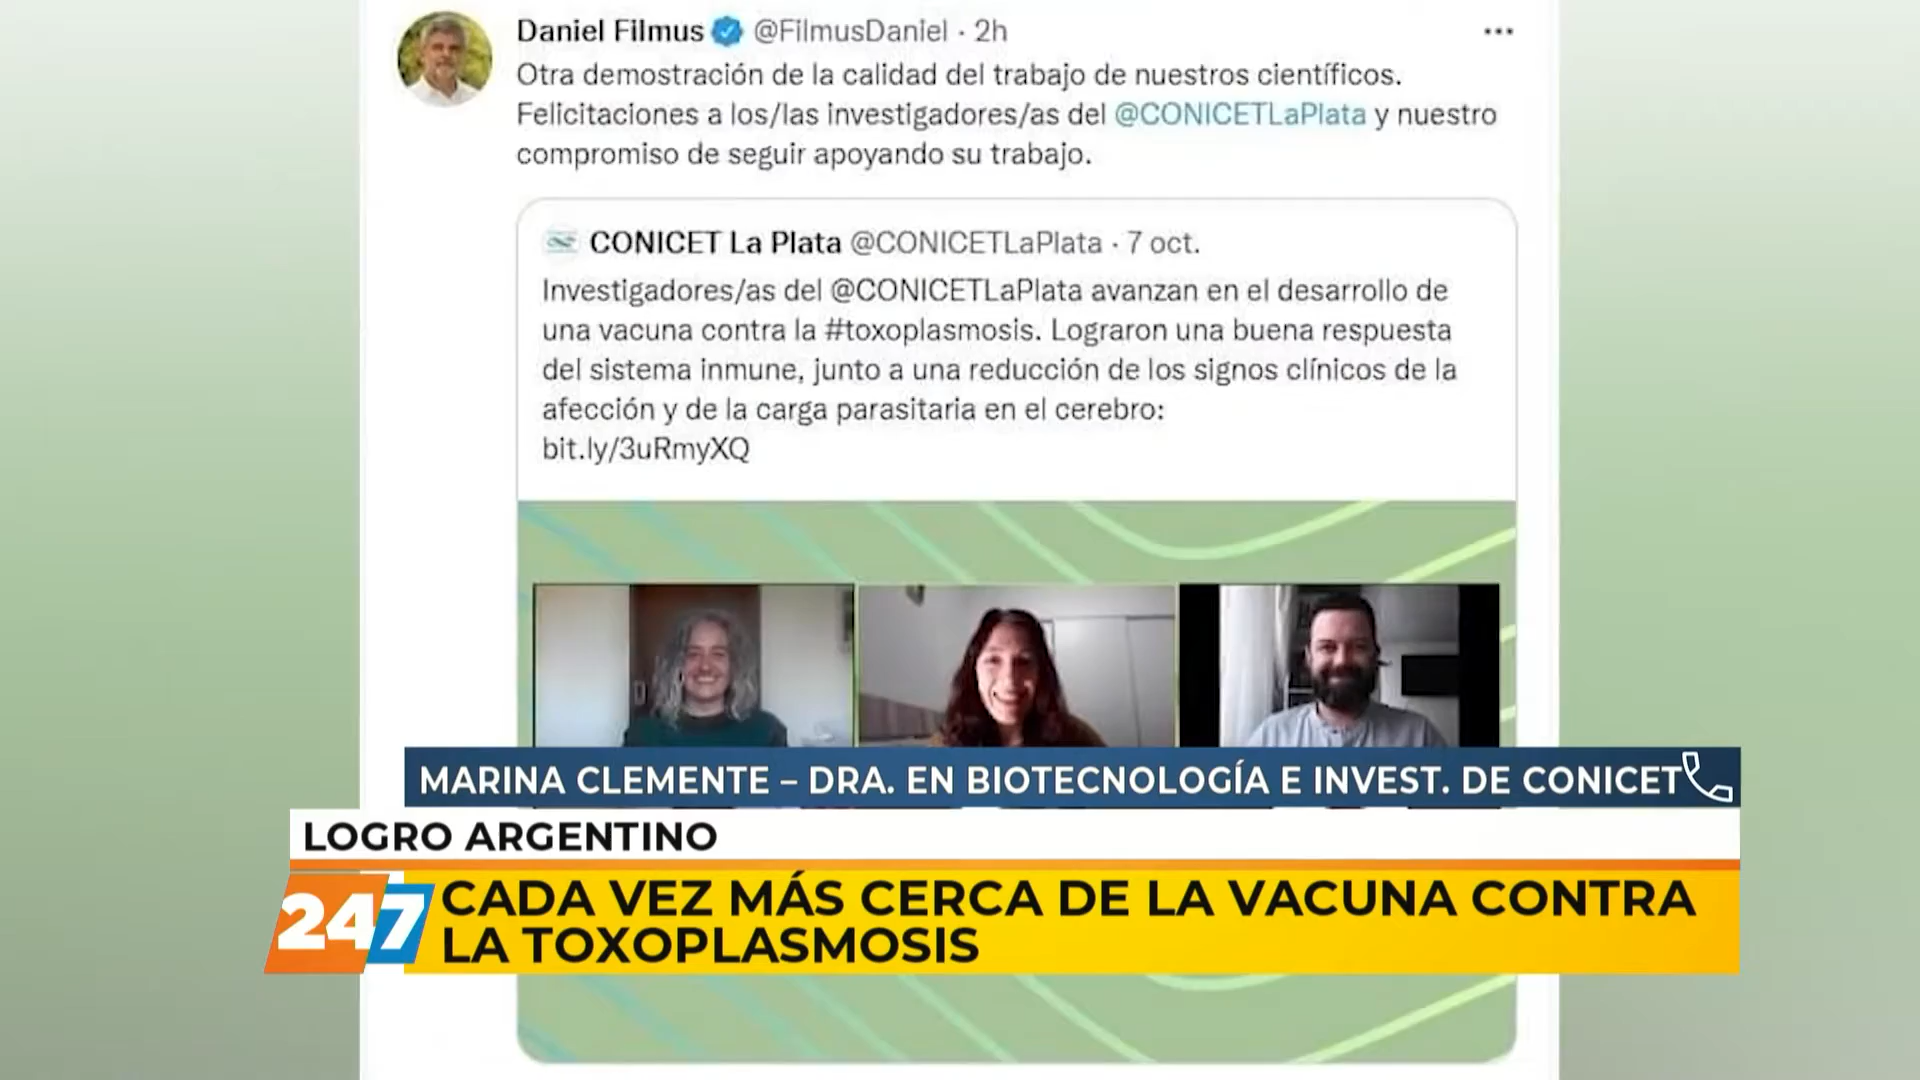 Daniel Filmus @FilmusDaniel · 2h
Otra demostración de la calidad del trabajo de nuestros científicos.
Felicitaciones a los/las investigadores/as del @CONICETLaPlata y nuestro
compromiso de seguir apoyando su trabajo.
CONICET La Plata @CONICETLaPlata · 7 oct.
Investigadores/as del @CONICETLaPlata avanzan en el desarrollo de
una vacuna contra la #toxoplasmosis. Lograron una buena respuesta
del sistema inmune, junto a una reducción de los signos clínicos de la
afección y de la carga parasitaria en el cerebro:
bit.ly/3uRmyXQ
MARINA CLEMENTE – DRA. EN BIOTECNOLOGÍA E INVEST. DE CONICET
LOGRO ARGENTINO
247
CADA VEZ MÁS CERCA DE LA VACUNA CONTRA
LA TOXOPLASMOSIS